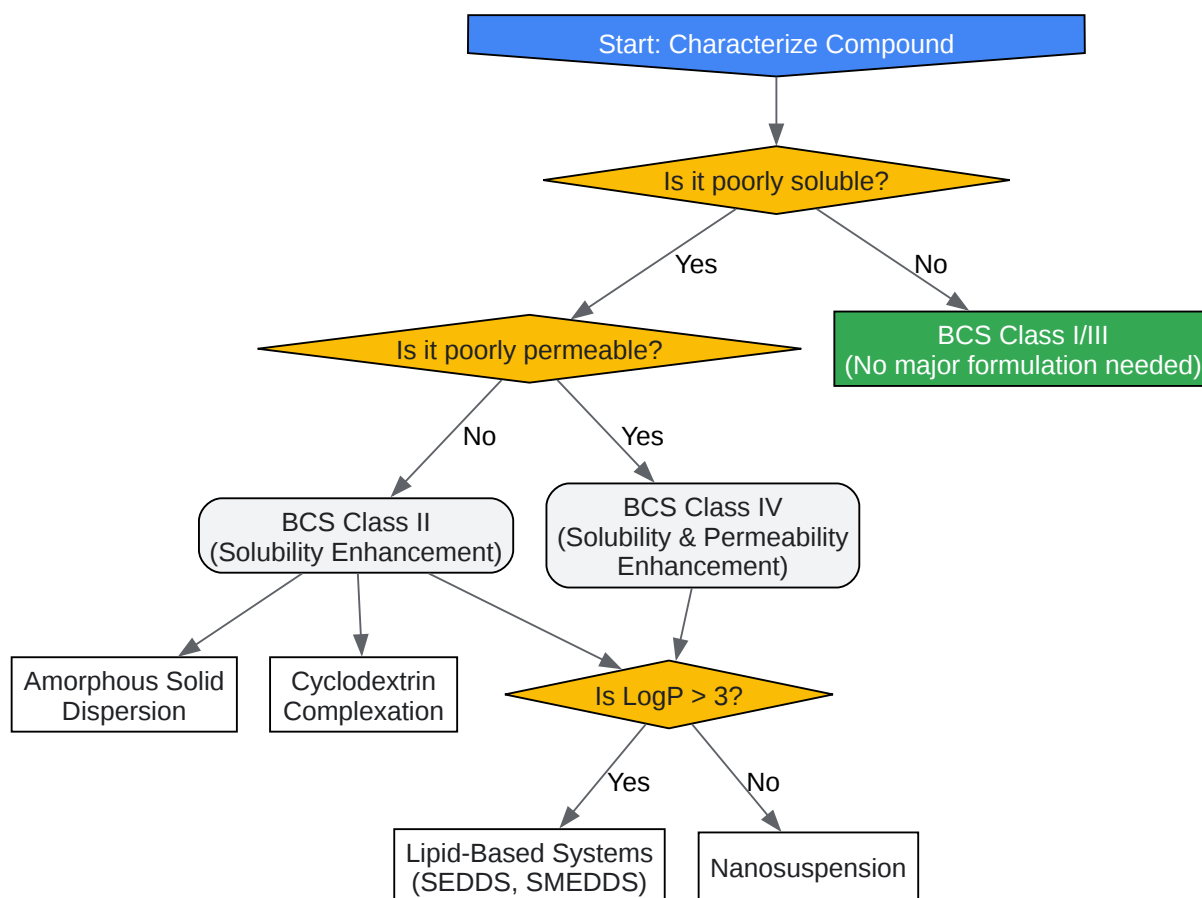 Start: Characterize Compound
Is it poorly soluble?
Yes
No
Is it poorly permeable?
BCS Class I/III
(No major formulation needed)
No
Yes
BCS Class II
(Solubility Enhancement)
BCS Class IV
(Solubility & Permeability
Enhancement)
Amorphous Solid
Dispersion
Cyclodextrin
Complexation
Is LogP > 3?
Yes
No
Lipid-Based Systems
(SEDDS, SMEDDS)
Nanosuspension